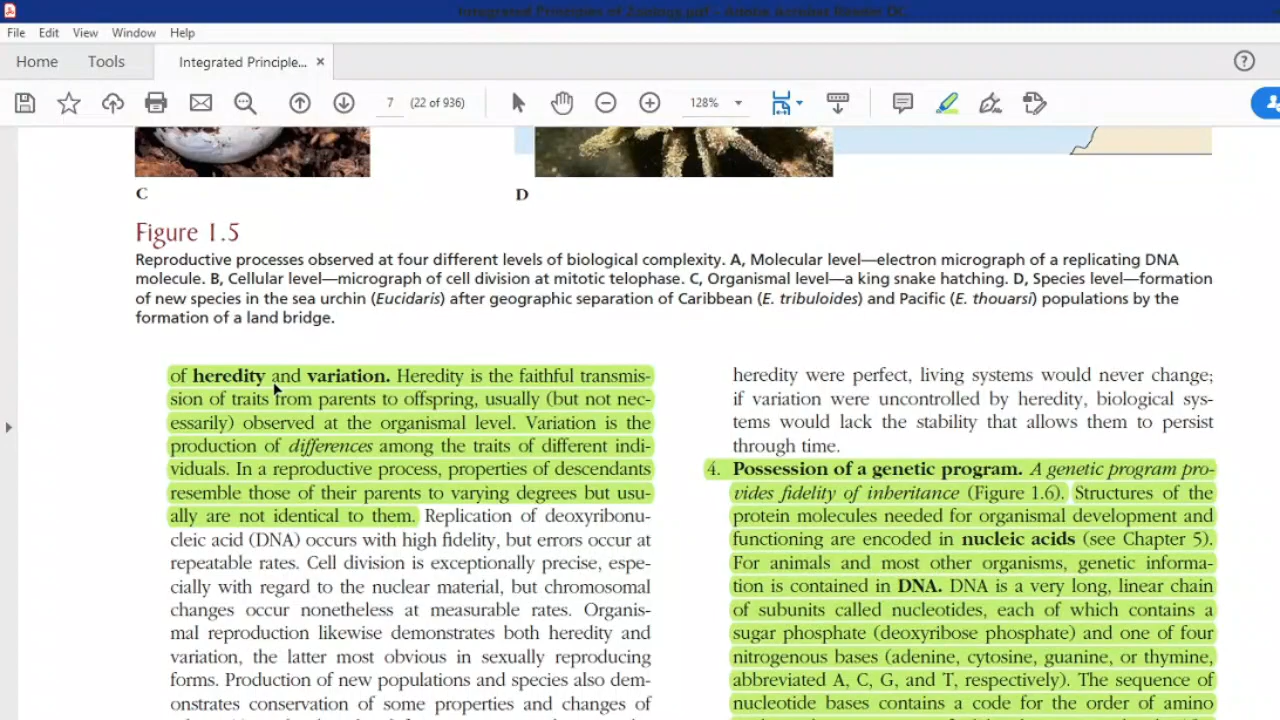 Integrated Principles of Zoology.pdf - Adobe Acrobat Reader DC
File Edit View Window Help
Home Tools Integrated Principle... ×
7 (22 of 936) 128%
C D
Figure 1.5
Reproductive processes observed at four different levels of biological complexity. A, Molecular level—electron micrograph of a replicating DNA
molecule. B, Cellular level—micrograph of cell division at mitotic telophase. C, Organismal level—a king snake hatching. D, Species level—formation
of new species in the sea urchin (Eucidaris) after geographic separation of Caribbean (E. tribuloides) and Pacific (E. thouarsi) populations by the
formation of a land bridge.
of heredity and variation. Heredity is the faithful transmis-
sion of traits from parents to offspring, usually (but not nec-
essarily) observed at the organismal level. Variation is the
production of differences among the traits of different indi-
viduals. In a reproductive process, properties of descendants
resemble those of their parents to varying degrees but usu-
ally are not identical to them. Replication of deoxyribonu-
cleic acid (DNA) occurs with high fidelity, but errors occur at
repeatable rates. Cell division is exceptionally precise, espe-
cially with regard to the nuclear material, but chromosomal
changes occur nonetheless at measurable rates. Organis-
mal reproduction likewise demonstrates both heredity and
variation, the latter most obvious in sexually reproducing
forms. Production of new populations and species also dem-
onstrates conservation of some properties and changes of
heredity were perfect, living systems would never change;
if variation were uncontrolled by heredity, biological sys-
tems would lack the stability that allows them to persist
through time.
4. Possession of a genetic program. A genetic program pro-
vides fidelity of inheritance (Figure 1.6). Structures of the
protein molecules needed for organismal development and
functioning are encoded in nucleic acids (see Chapter 5).
For animals and most other organisms, genetic informa-
tion is contained in DNA. DNA is a very long, linear chain
of subunits called nucleotides, each of which contains a
sugar phosphate (deoxyribose phosphate) and one of four
nitrogenous bases (adenine, cytosine, guanine, or thymine,
abbreviated A, C, G, and T, respectively). The sequence of
nucleotide bases contains a code for the order of amino